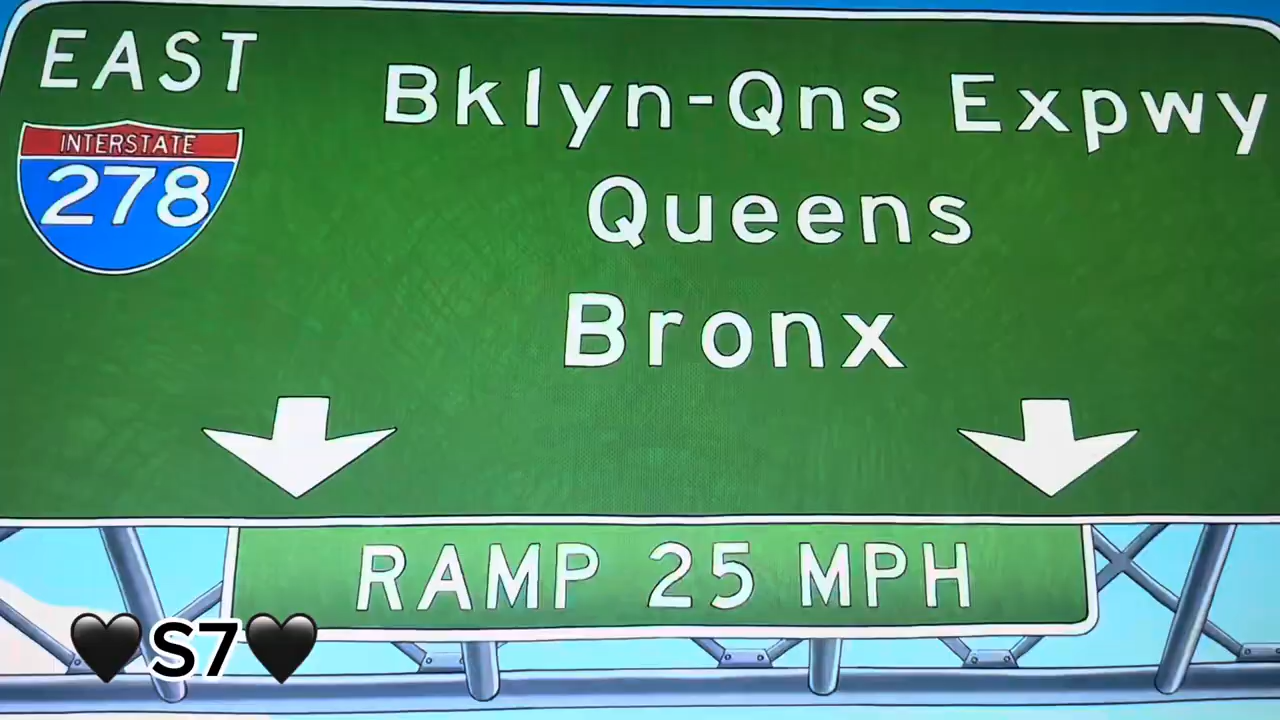 EAST
INTERSTATE
278
Bklyn-Qns Expwy
Queens
Bronx
RAMP 25 MPH
🖤S7🖤